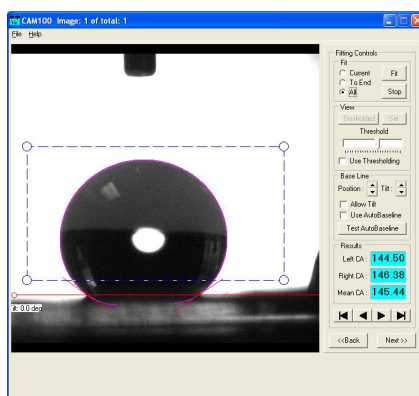 CAM100 Image: 1 of total: 1
File Help
Fitting Controls
Fit
Current
To End
All
Fit
Stop
View
Thresholded
Set
Threshold
Use Thresholding
Base Line
Position :
Tilt :
Allow Tilt
Use AutoBaseline
Test AutoBaseline
Results
Left CA : 144.50
Right CA : 146.38
Mean CA : 145.44
<<Back
Next >>
tilt: 0.0 deg